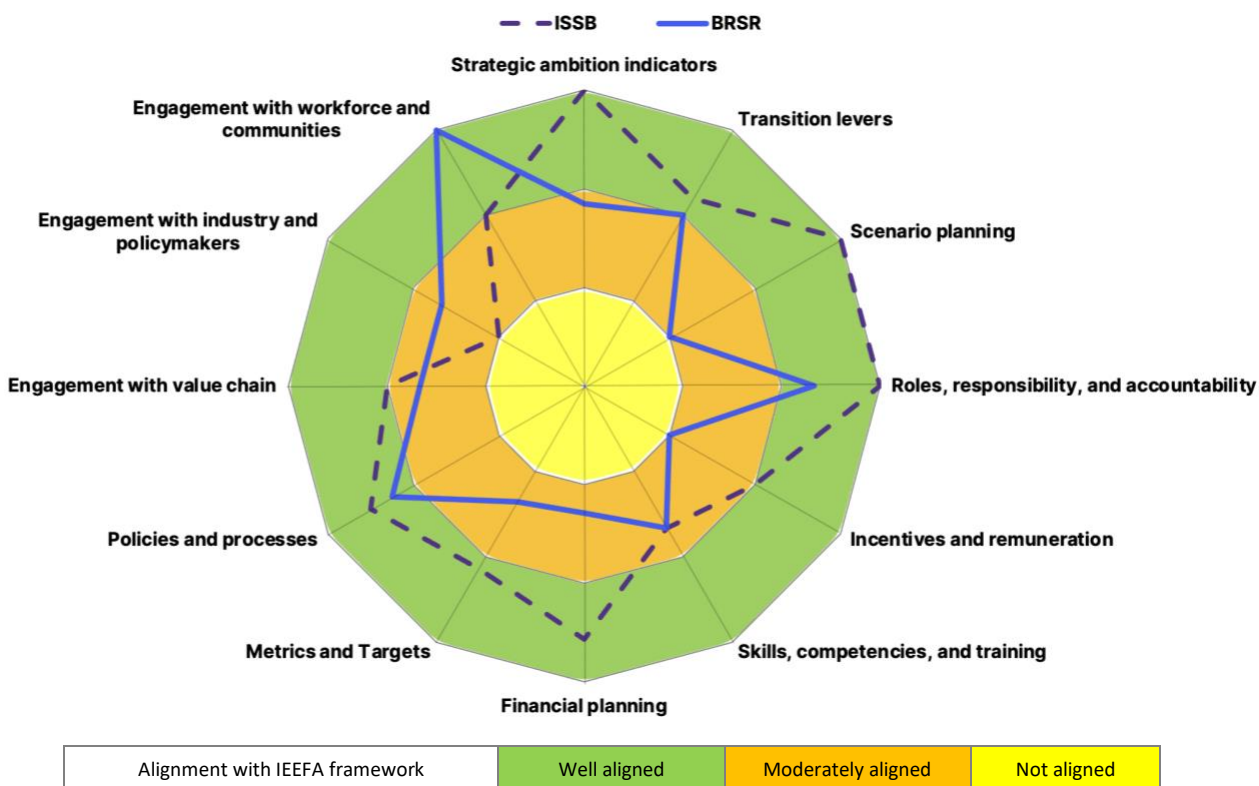 ISSB
BRSR
Strategic ambition indicators
Engagement with workforce and
communities
Transition levers
Engagement with industry and
policymakers
Scenario planning
Engagement with value chain
Roles, responsibility, and accountability
Policies and processes
Incentives and remuneration
Metrics and Targets
Skills, competencies, and training
Financial planning
Alignment with IEEFA framework
Well aligned
Moderately aligned
Not aligned